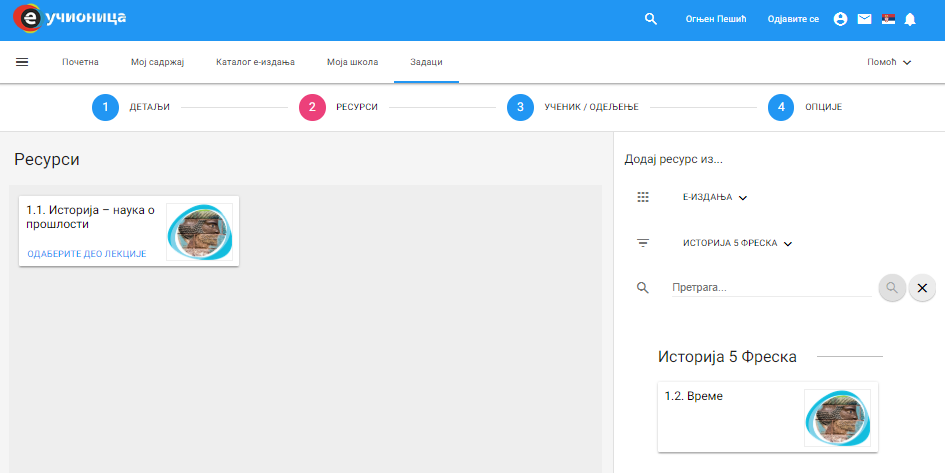 e учионица
Огњен Пешић
Одјавите се
Почетна
Мој садржај
Каталог е-издања
Моја школа
Задаци
Помоћ
1 ДЕТАЉИ
2 РЕСУРСИ
3 УЧЕНИК / ОДЕЉЕЊЕ
4 ОПЦИЈЕ
Ресурси
1.1. Историја – наука о
прошлости
ОДАБЕРИТЕ ДЕО ЛЕКЦИЈЕ
Додај ресурс из...
Е-ИЗДАЊА
ИСТОРИЈА 5 ФРЕСКА
Претрага...
Историја 5 Фреска
1.2. Време